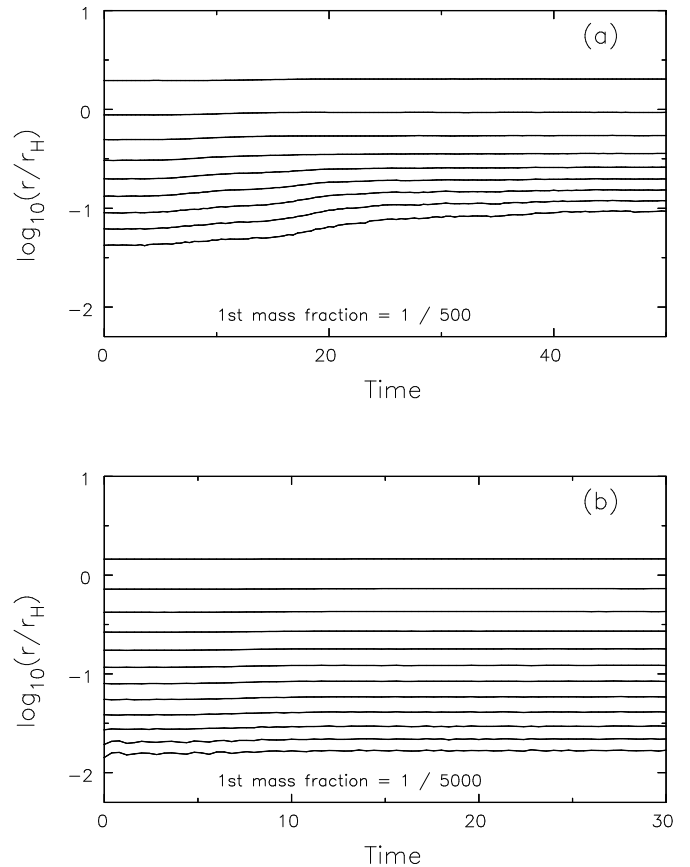 (a)
1
0
−1
−2
log10(r/rH)
1st mass fraction = 1 / 500
0 20 40
Time
(b)
1
0
−1
−2
log10(r/rH)
1st mass fraction = 1 / 5000
0 10 20 30
Time